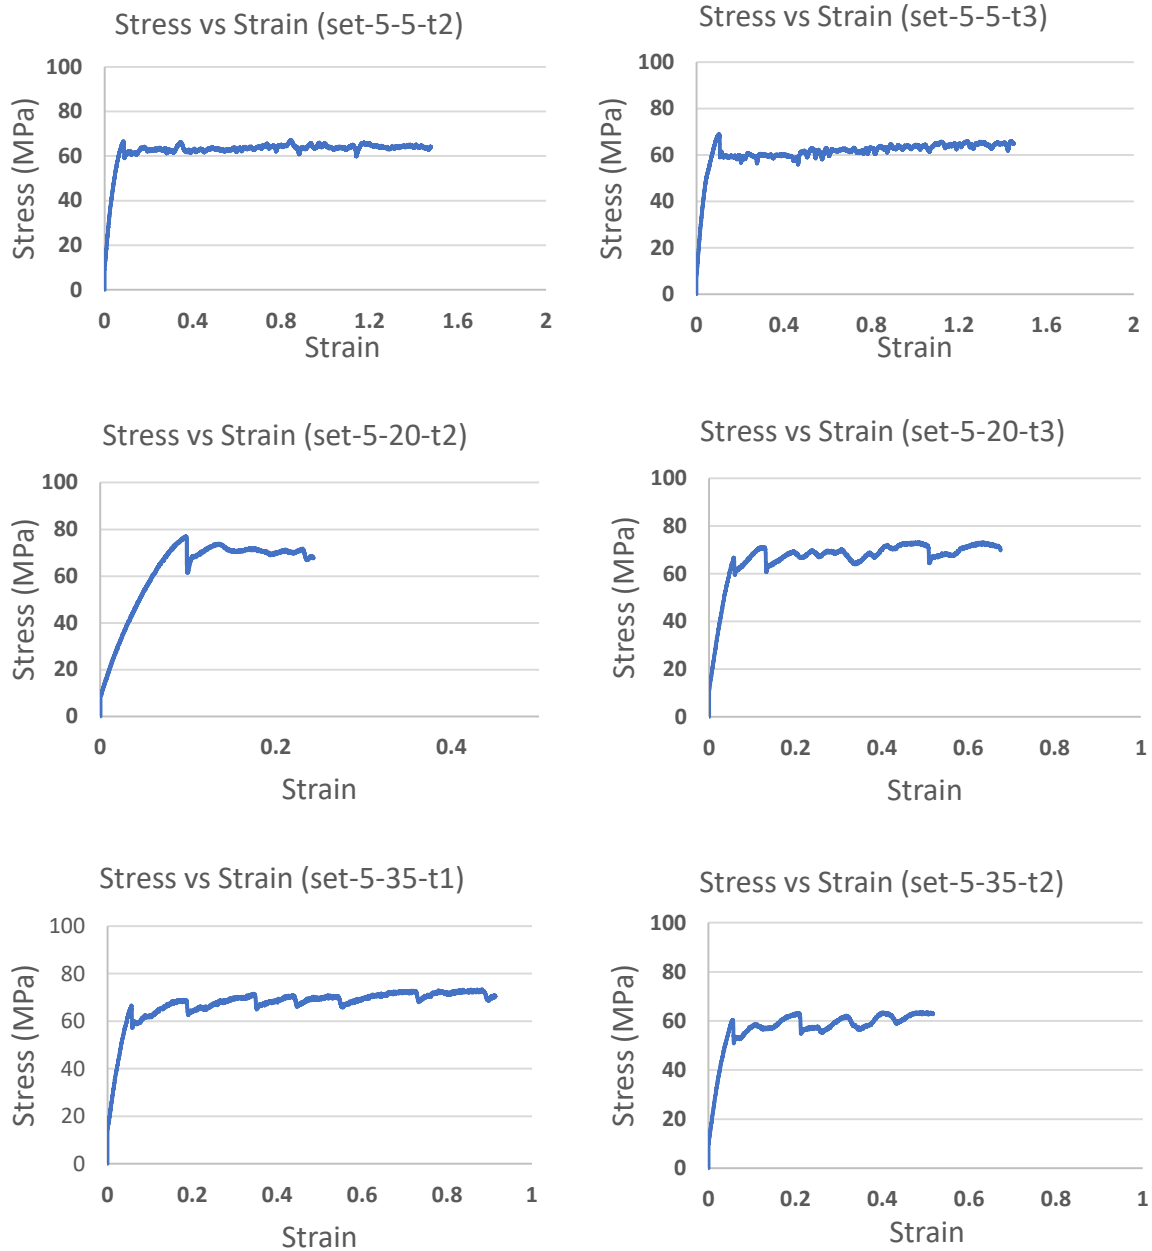 Stress vs Strain (set-5-5-t2)
100
80
60
40
20
0
Stress (MPa)
0 0.4 0.8 1.2 1.6 2
Strain
Stress vs Strain (set-5-5-t3)
100
80
60
40
20
0
Stress (MPa)
0 0.4 0.8 1.2 1.6 2
Strain
Stress vs Strain (set-5-20-t2)
100
80
60
40
20
0
Stress (MPa)
0 0.2 0.4
Strain
Stress vs Strain (set-5-20-t3)
100
80
60
40
20
0
Stress (MPa)
0 0.2 0.4 0.6 0.8 1
Strain
Stress vs Strain (set-5-35-t1)
100
80
60
40
20
0
Stress (MPa)
0 0.2 0.4 0.6 0.8 1
Strain
Stress vs Strain (set-5-35-t2)
100
80
60
40
20
0
Stress (MPa)
0 0.2 0.4 0.6 0.8 1
Strain